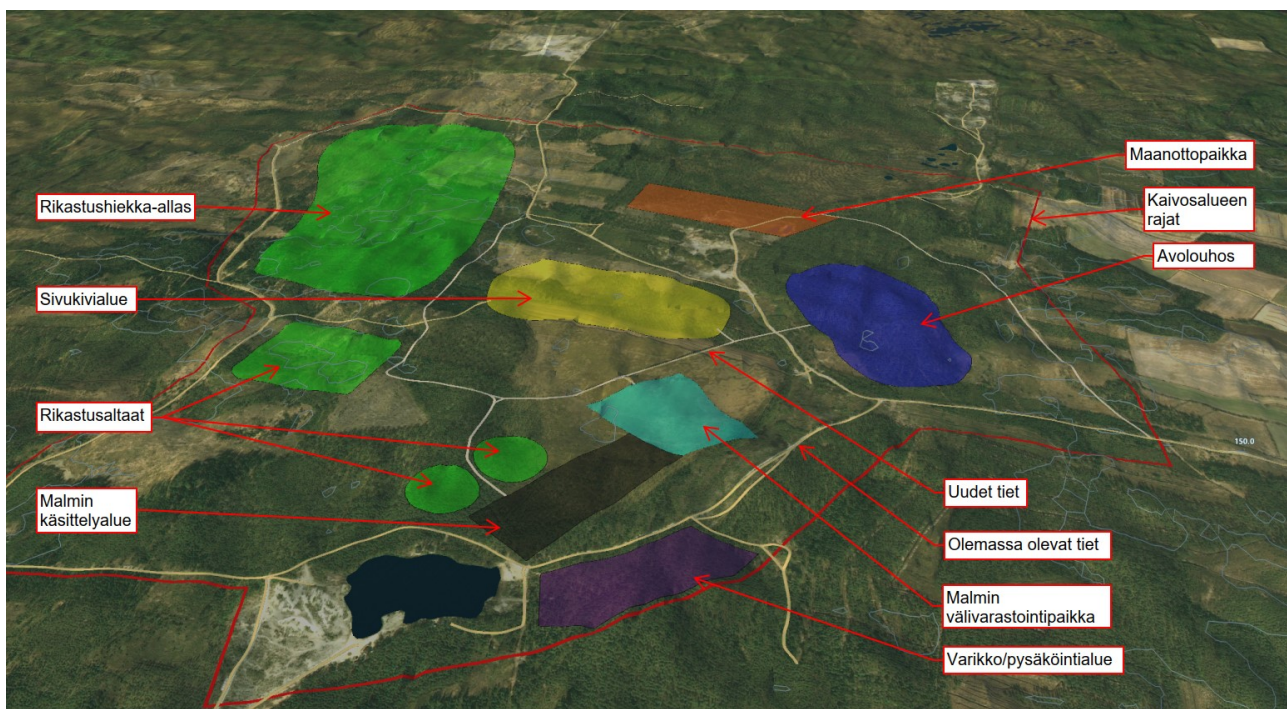 Rikastushiekka-allas
Sivukivialue
Rikastusaltaat
Malmin
käsittelyalue
Maanottopaikka
Kaivosalueen
rajat
Avolouhos
150.0
Uudet tiet
Olemassa olevat tiet
Malmin
välivarastointipaikka
Varikko/pysäköintialue